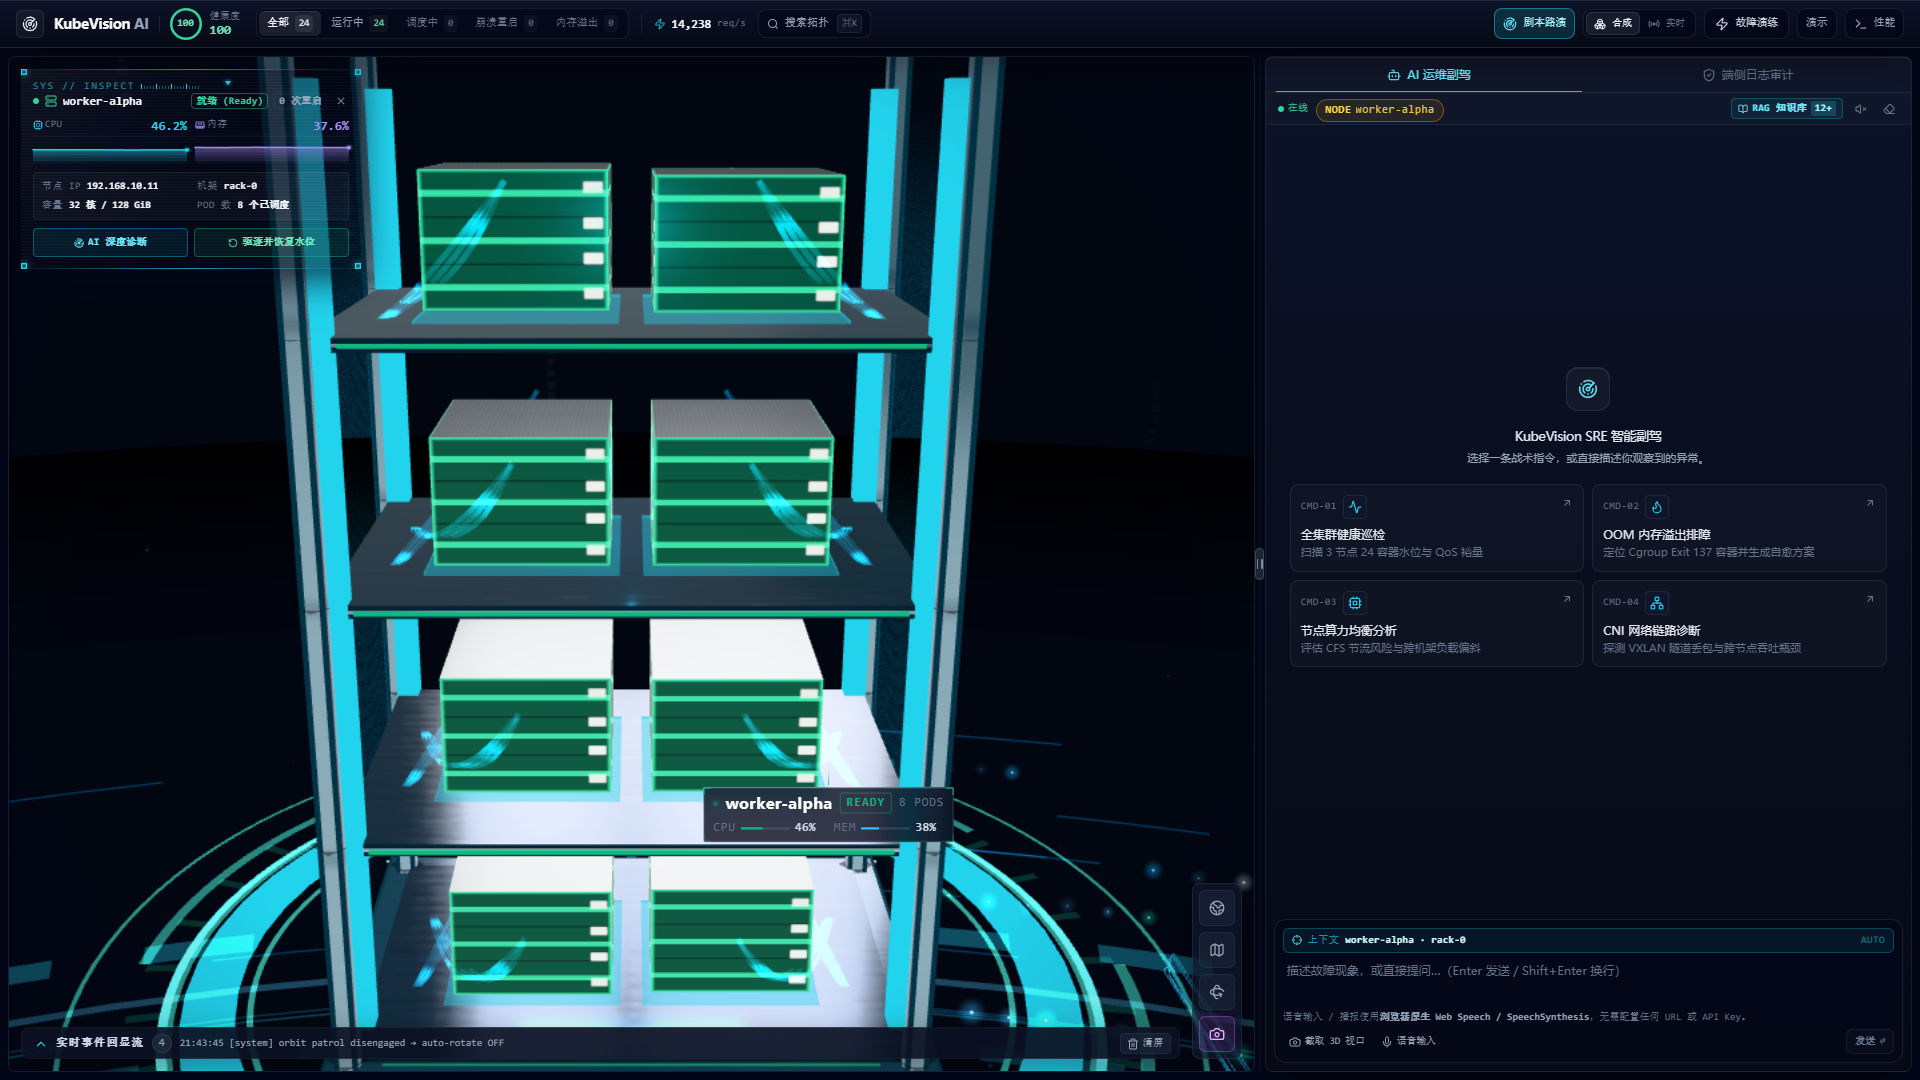 KubeVision AI
100
健康度
100
全部 24
运行中 24
调度中 0
崩溃重启 0
内存溢出 0
14,238 req/s
搜索拓扑 ⌘K
剧本路演
合成
实时
故障演练
演示
性能
SYS // INSPECT
worker-alpha
就绪 (Ready)
0 次重启
CPU 46.2%
内存 37.6%
节点 IP 192.168.10.11
机架 rack-0
容量 32 核 / 128 GiB
POD 数 8 个已调度
AI 深度诊断
驱逐并恢复水位
worker-alpha READY 8 PODS
CPU 46% MEM 38%
实时事件回显流 4 21:43:45 [system] orbit patrol disengaged → auto-rotate OFF
清屏
AI 运维副驾
端侧日志审计
在线
NODE worker-alpha
RAG 知识库 12+
KubeVision SRE 智能副驾
选择一条战术指令，或直接描述你观察到的异常。
CMD-01
全集群健康巡检
扫描 3 节点 24 容器水位与 QoS 裕量
CMD-02
OOM 内存溢出排障
定位 Cgroup Exit 137 容器并生成自愈方案
CMD-03
节点算力均衡分析
评估 CFS 节流风险与跨机架负载偏斜
CMD-04
CNI 网络链路诊断
探测 VXLAN 隧道丢包与跨节点吞吐瓶颈
上下文 worker-alpha · rack-0 AUTO
描述故障现象，或直接提问... (Enter 发送 / Shift+Enter 换行)
语音输入 / 播报使用浏览器原生 Web Speech / SpeechSynthesis，无需配置任何 URL 或 API Key。
截取 3D 视口
语音输入
发送